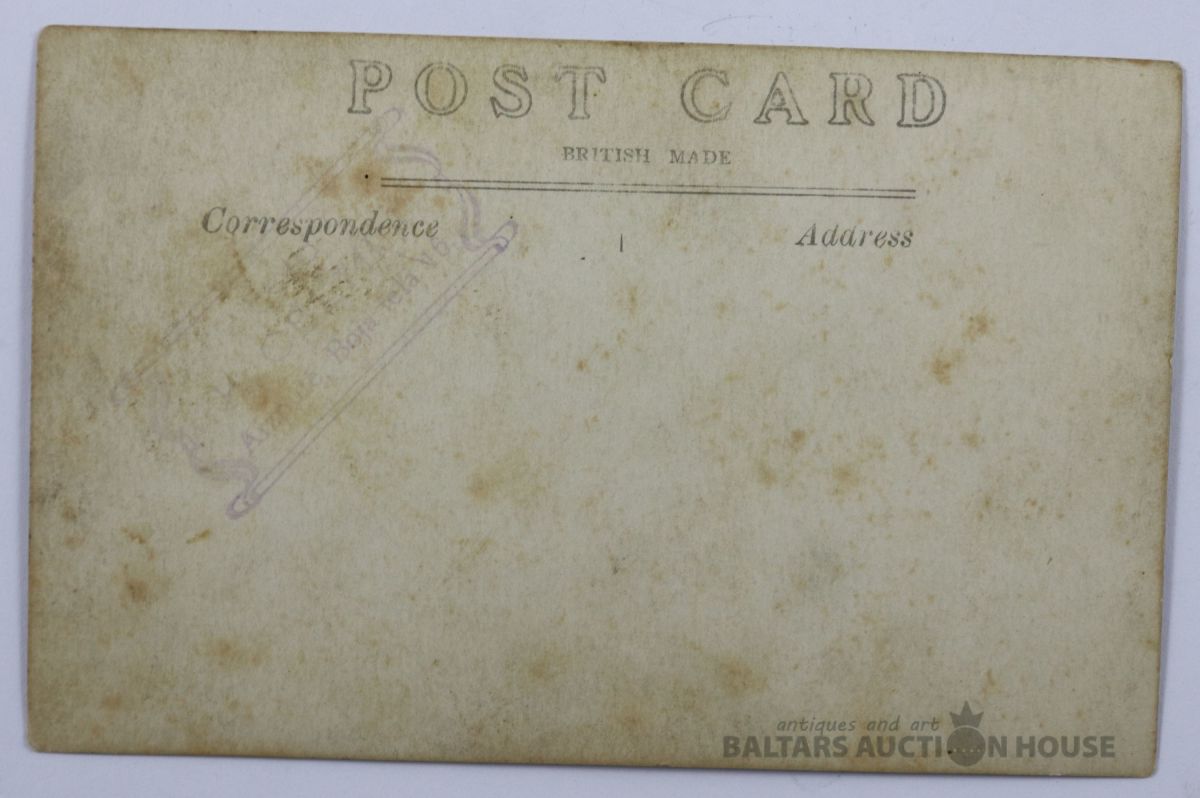 POST CARD
BRITISH MADE
Correspondence
Address
antiques and art
BALTARS AUCTION HOUSE